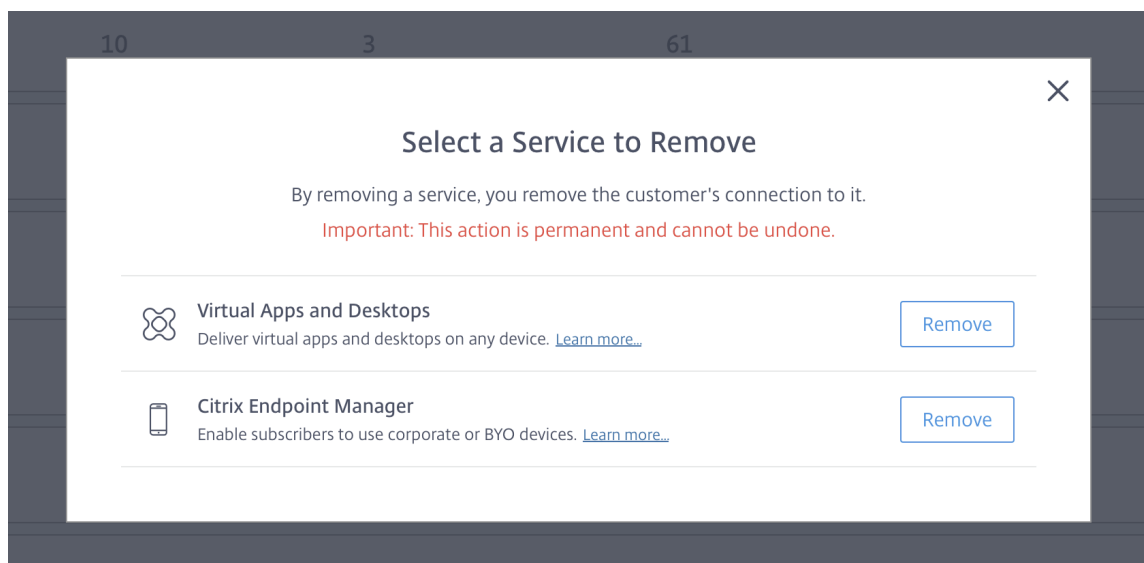 10 3 61
Select a Service to Remove
By removing a service, you remove the customer's connection to it.
Important: This action is permanent and cannot be undone.
Virtual Apps and Desktops
Deliver virtual apps and desktops on any device. Learn more...
Remove
Citrix Endpoint Manager
Enable subscribers to use corporate or BYO devices. Learn more...
Remove